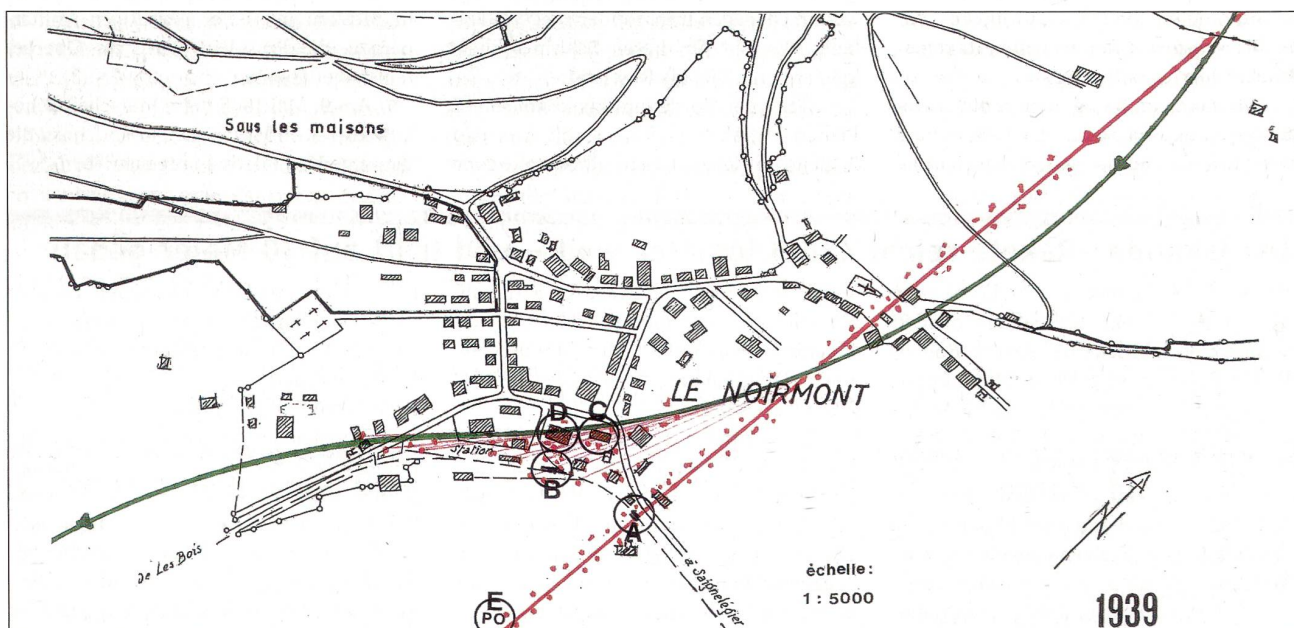 Sous les maisons
LE NOIRMONT
D
C
Station
B
A
de Les Bois
E
PO
à Saignelégier
échelle:
1: 5000
N
1939